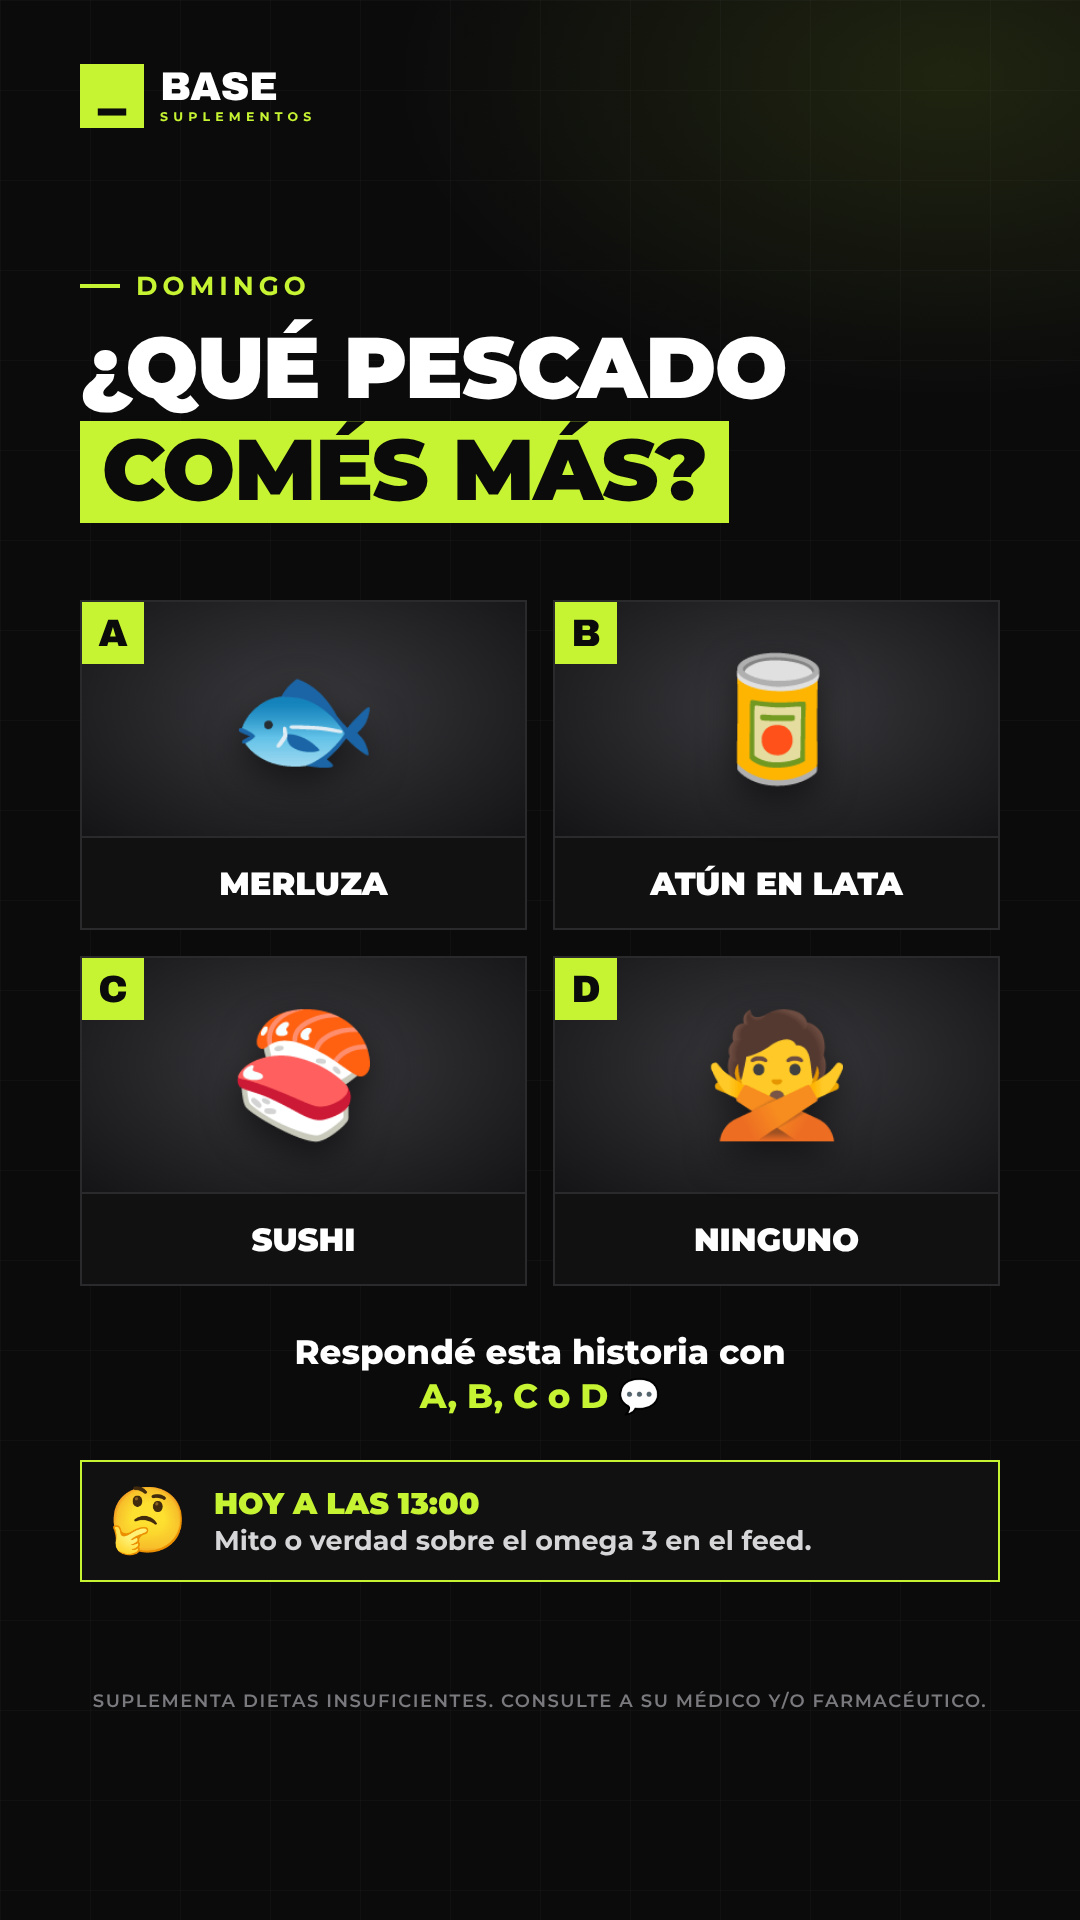 BASE
SUPLEMENTOS
DOMINGO
¿QUÉ PESCADO
COMÉS MÁS?
A
B
MERLUZA
ATÚN EN LATA
C
D
SUSHI
NINGUNO
Respondé esta historia con
A, B, C o D 💬
HOY A LAS 13:00
Mito o verdad sobre el omega 3 en el feed.
SUPLEMENTA DIETAS INSUFICIENTES. CONSULTE A SU MÉDICO Y/O FARMACÉUTICO.